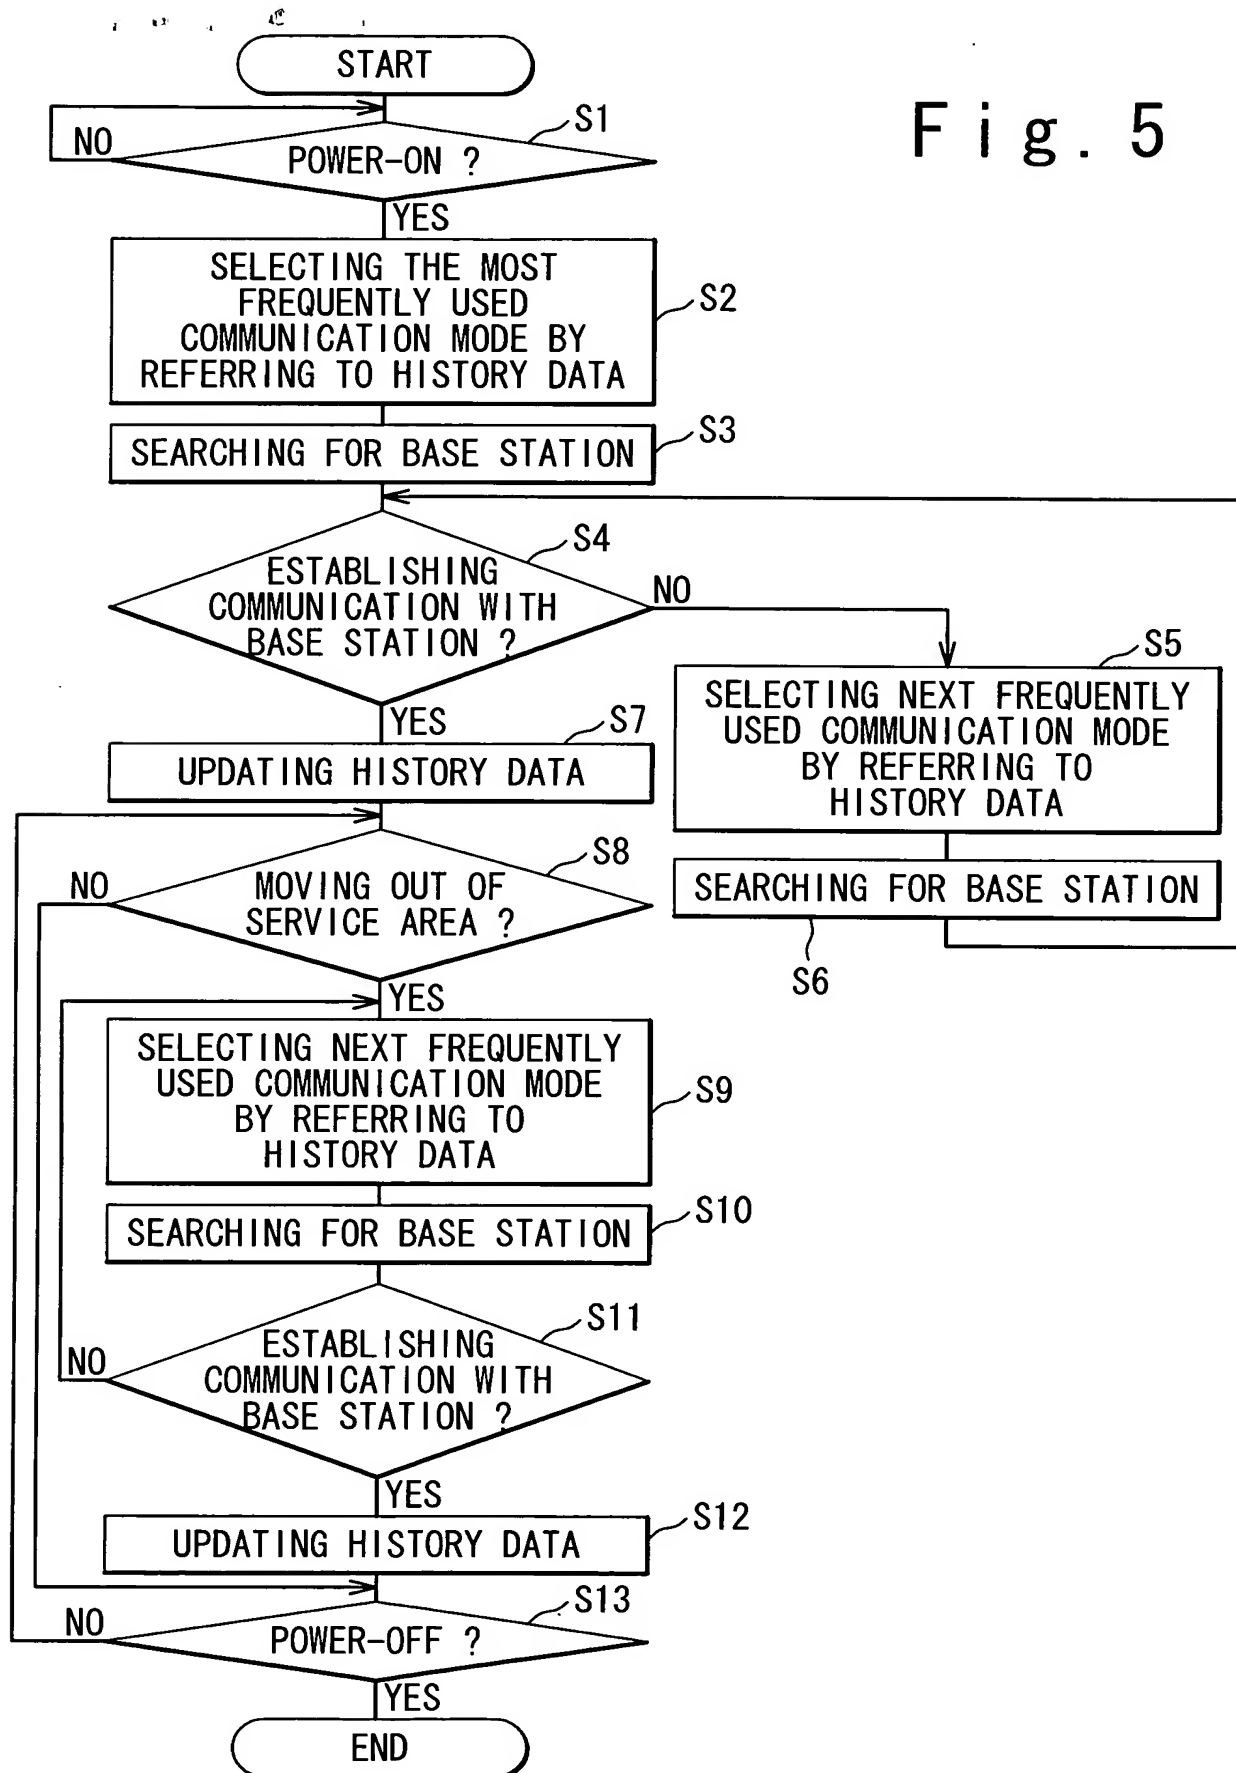 START
Fig. 5
S1
NO
POWER-ON ?
YES
SELECTING THE MOST
FREQUENTLY USED
COMMUNICATION MODE BY
REFERRING TO HISTORY DATA
S2
S3
SEARCHING FOR BASE STATION
S4
ESTABLISHING
COMMUNICATION WITH
BASE STATION ?
NO
S5
SELECTING NEXT FREQUENTLY
USED COMMUNICATION MODE
BY REFERRING TO
HISTORY DATA
SEARCHING FOR BASE STATION
S6
YES
S7
UPDATING HISTORY DATA
S8
NO
MOVING OUT OF
SERVICE AREA ?
YES
SELECTING NEXT FREQUENTLY
USED COMMUNICATION MODE
BY REFERRING TO
HISTORY DATA
S9
SEARCHING FOR BASE STATION
S10
S11
NO
ESTABLISHING
COMMUNICATION WITH
BASE STATION ?
YES
S12
UPDATING HISTORY DATA
S13
NO
POWER-OFF ?
YES
END